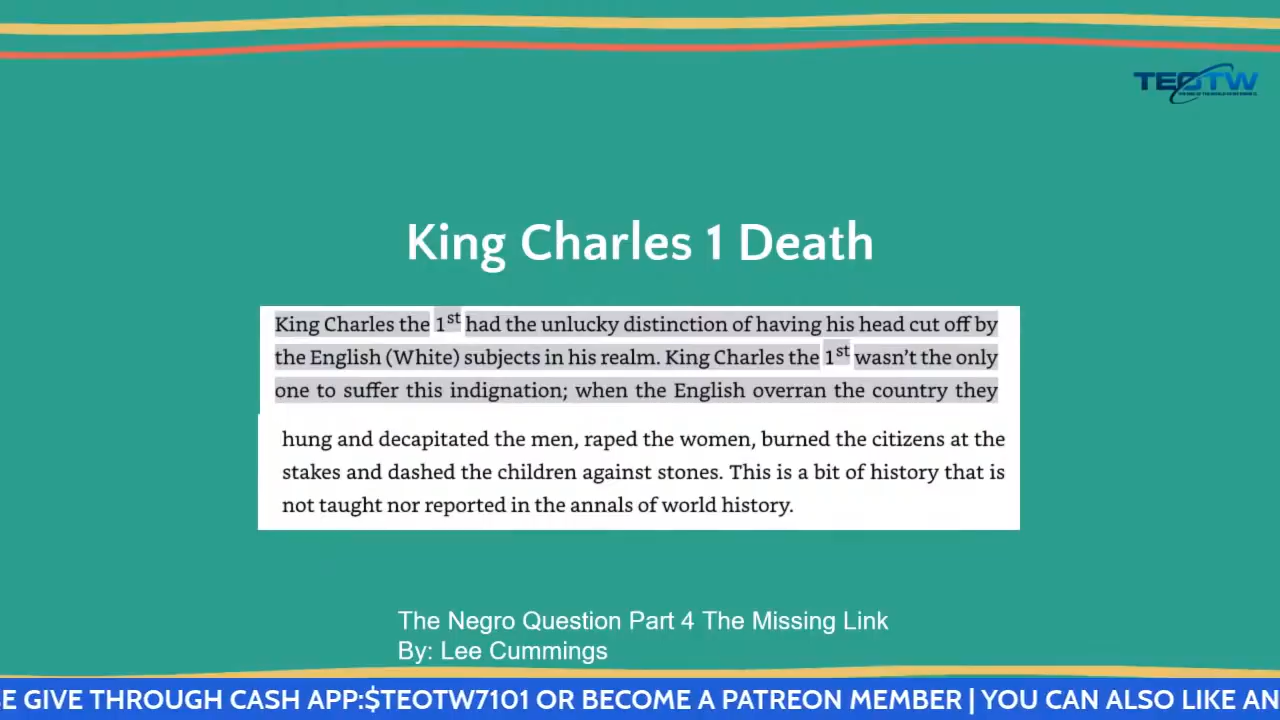 TEOTW
King Charles 1 Death
King Charles the 1st had the unlucky distinction of having his head cut off by
the English (White) subjects in his realm. King Charles the 1st wasn't the only
one to suffer this indignation; when the English overran the country they
hung and decapitated the men, raped the women, burned the citizens at the
stakes and dashed the children against stones. This is a bit of history that is
not taught nor reported in the annals of world history.
The Negro Question Part 4 The Missing Link
By: Lee Cummings
SE GIVE THROUGH CASH APP:$TEOTW7101 OR BECOME A PATREON MEMBER | YOU CAN ALSO LIKE AN